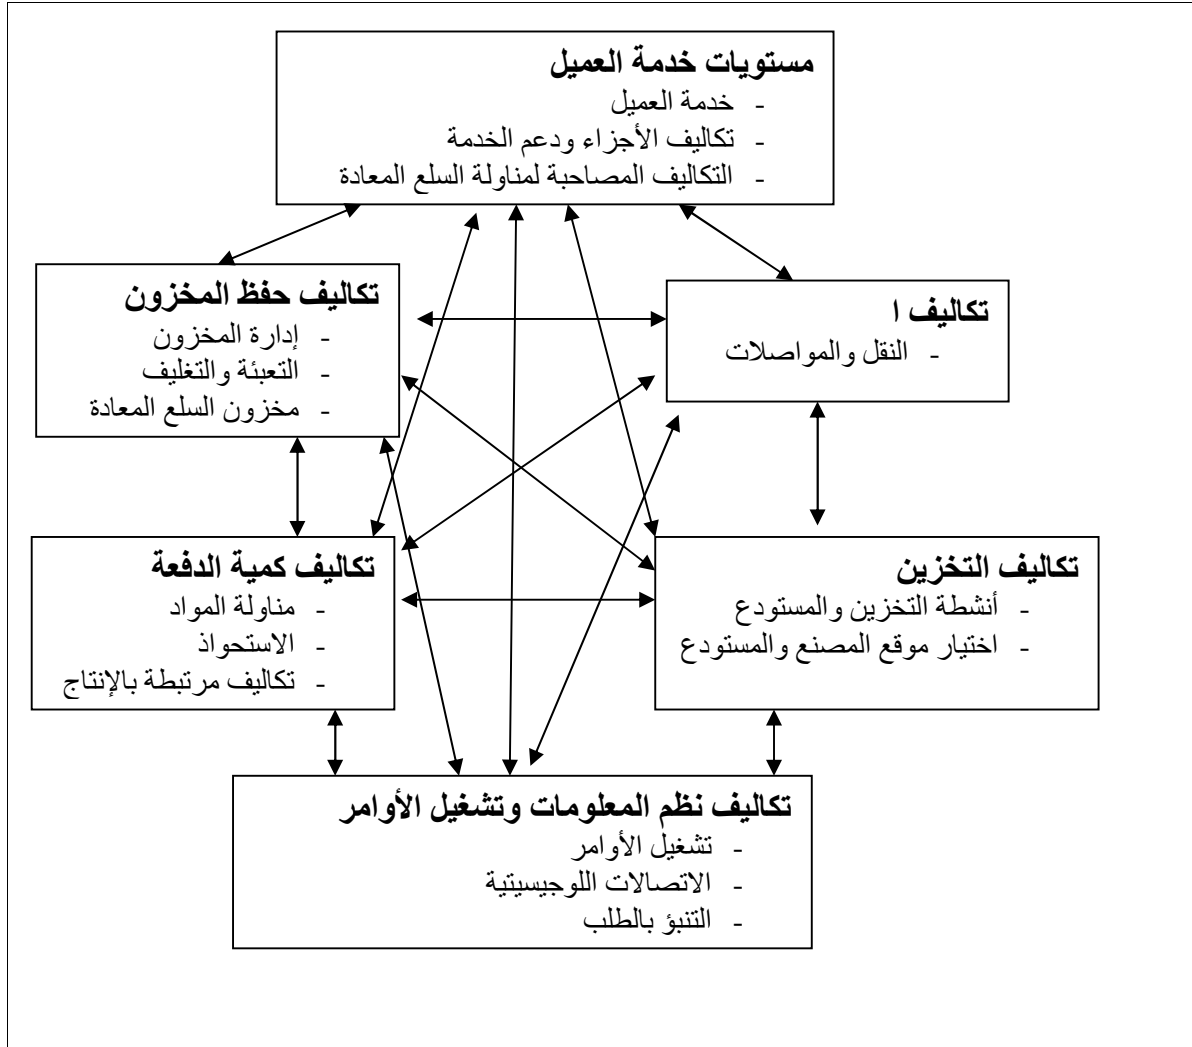 مستويات خدمة العميل
- خدمة العميل
- تكاليف الأجزاء ودعم الخدمة
- التكاليف المصاحبة لمناولة السلع المعادة
تكاليف ا
- النقل والمواصلات
تكاليف حفظ المخزون
- إدارة المخزون
- التعبئة والتغليف
- مخزون السلع المعادة
تكاليف التخزين
- أنشطة التخزين والمستودع
- اختيار موقع المصنع والمستودع
تكاليف كمية الدفعة
- مناولة المواد
- الاستحواذ
- تكاليف مرتبطة بالإنتاج
تكاليف نظم المعلومات وتشغيل الأوامر
- تشغيل الأوامر
- الاتصالات اللوجيسيتية
- التنبؤ بالطلب